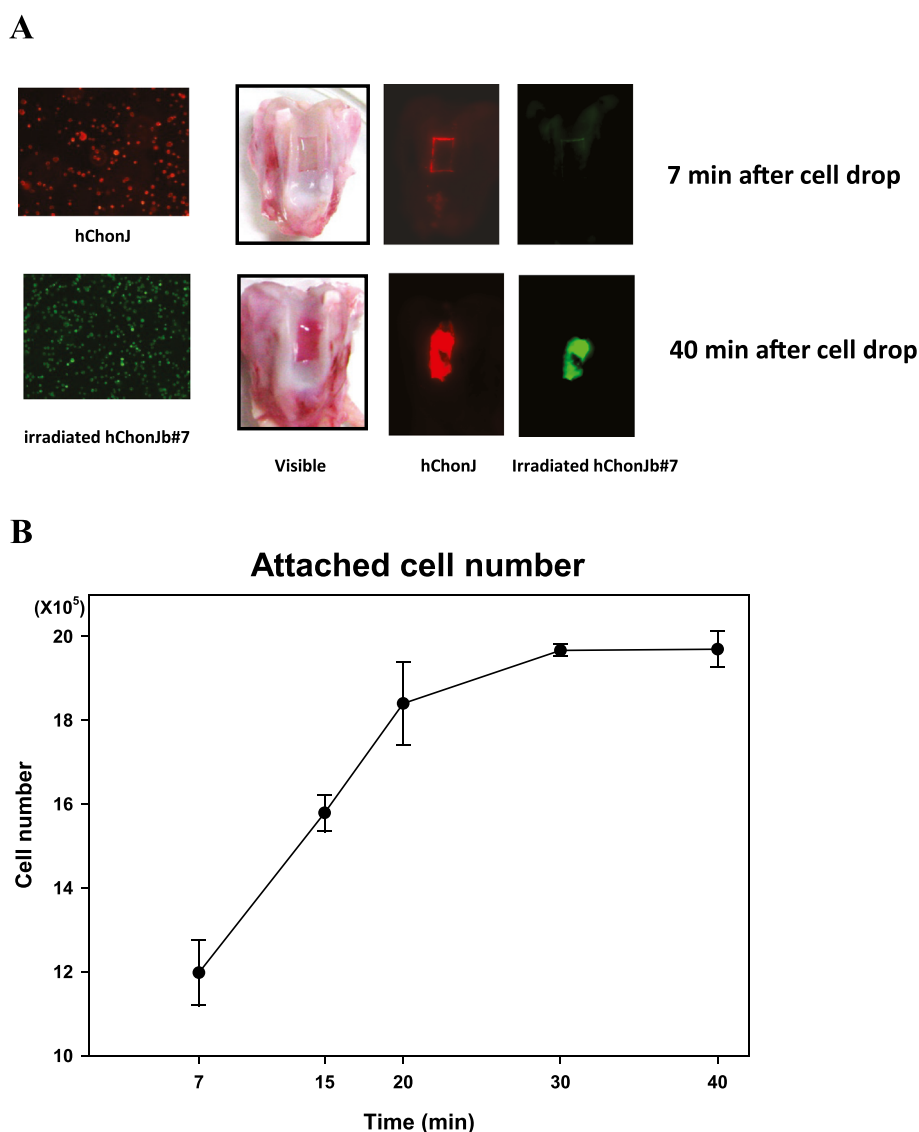 A
hChonJ
7 min after cell drop
irradiated hChonJb#7
40 min after cell drop
Visible
hChonJ
Irradiated hChonJb#7
B
Attached cell number
(X10⁵)
20
18
16
14
12
10
Cell number
7
15
20
30
40
Time (min)